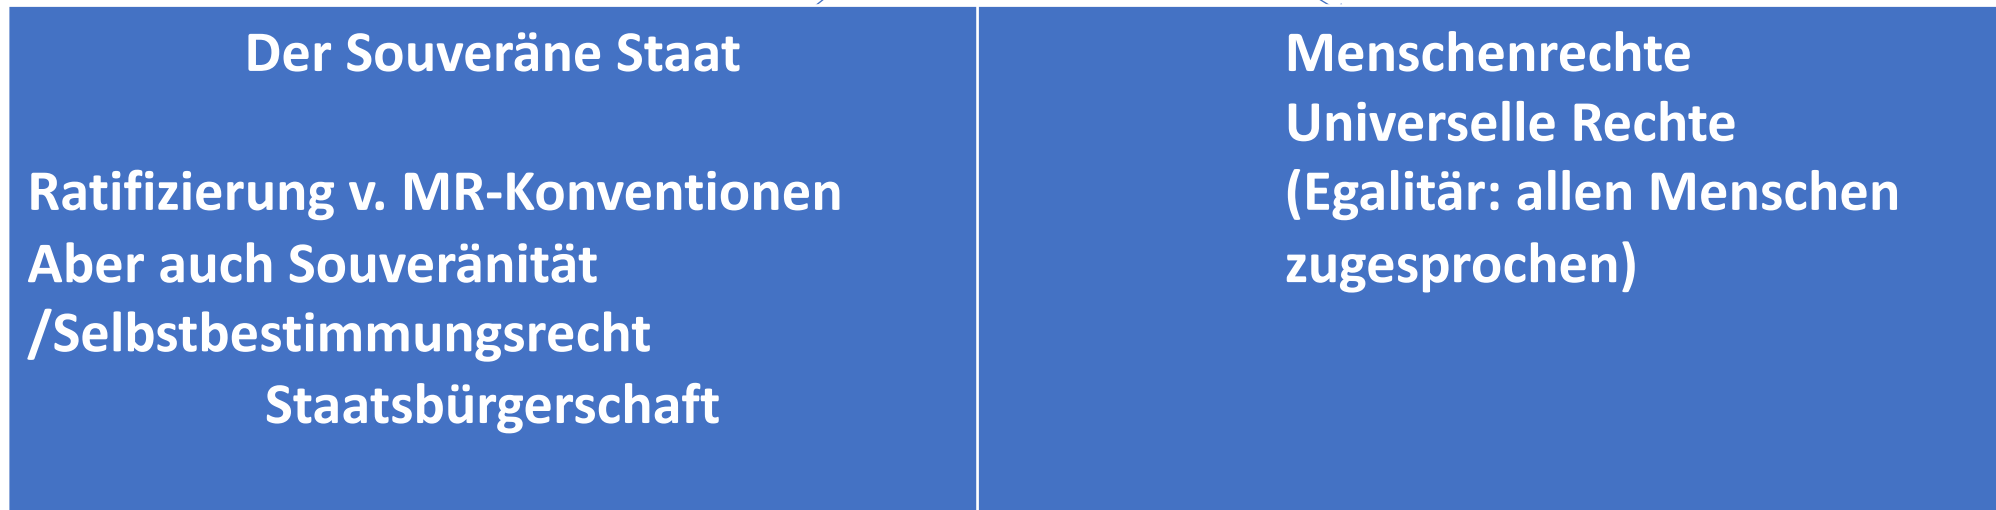 Der Souveräne Staat
Ratifizierung v. MR-Konventionen
Aber auch Souveränität
/Selbstbestimmungsrecht
Staatsbürgerschaft
Menschenrechte
Universelle Rechte
(Egalitär: allen Menschen
zugesprochen)